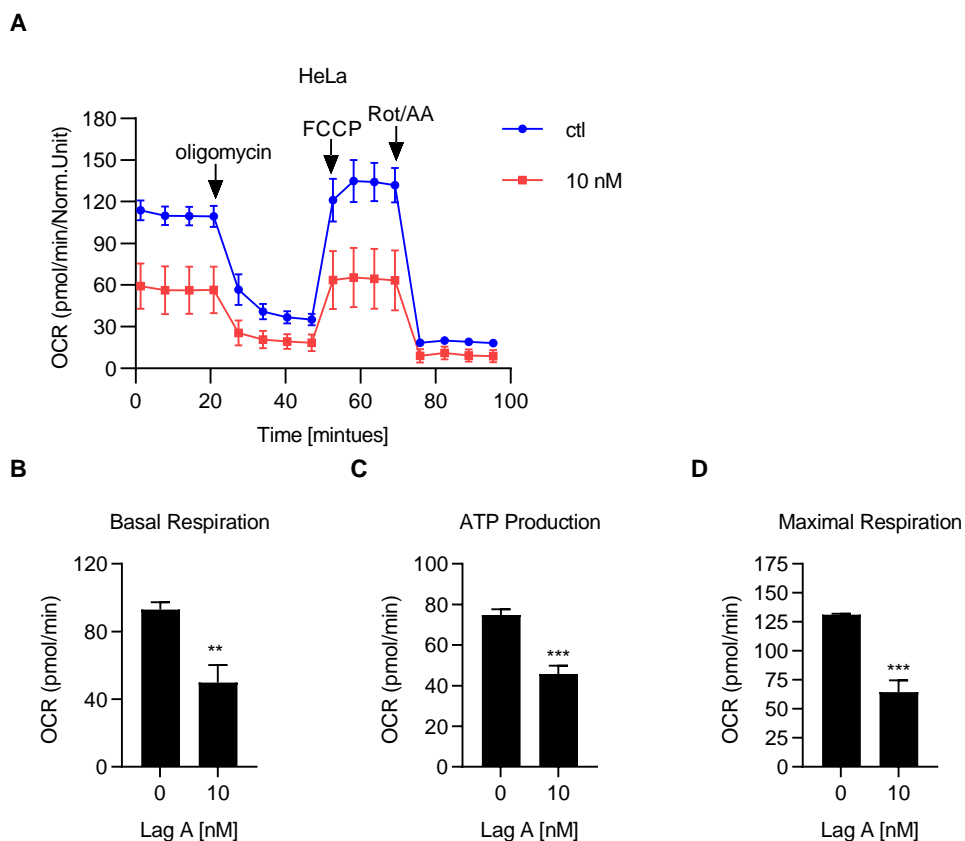 A
HeLa
oligomycin
FCCP
Rot/AA
ctl
10 nM
OCR (pmol/min/Norm.Unit)
180
150
120
90
60
30
0
0 20 40 60 80 100
Time [mintues]
B
Basal Respiration
OCR (pmol/min)
120
80
40
0
**
0 10
Lag A [nM]
C
ATP Production
OCR (pmol/min)
100
80
60
40
20
0
***
0 10
Lag A [nM]
D
Maximal Respiration
OCR (pmol/min)
175
150
125
100
75
50
25
0
***
0 10
Lag A [nM]